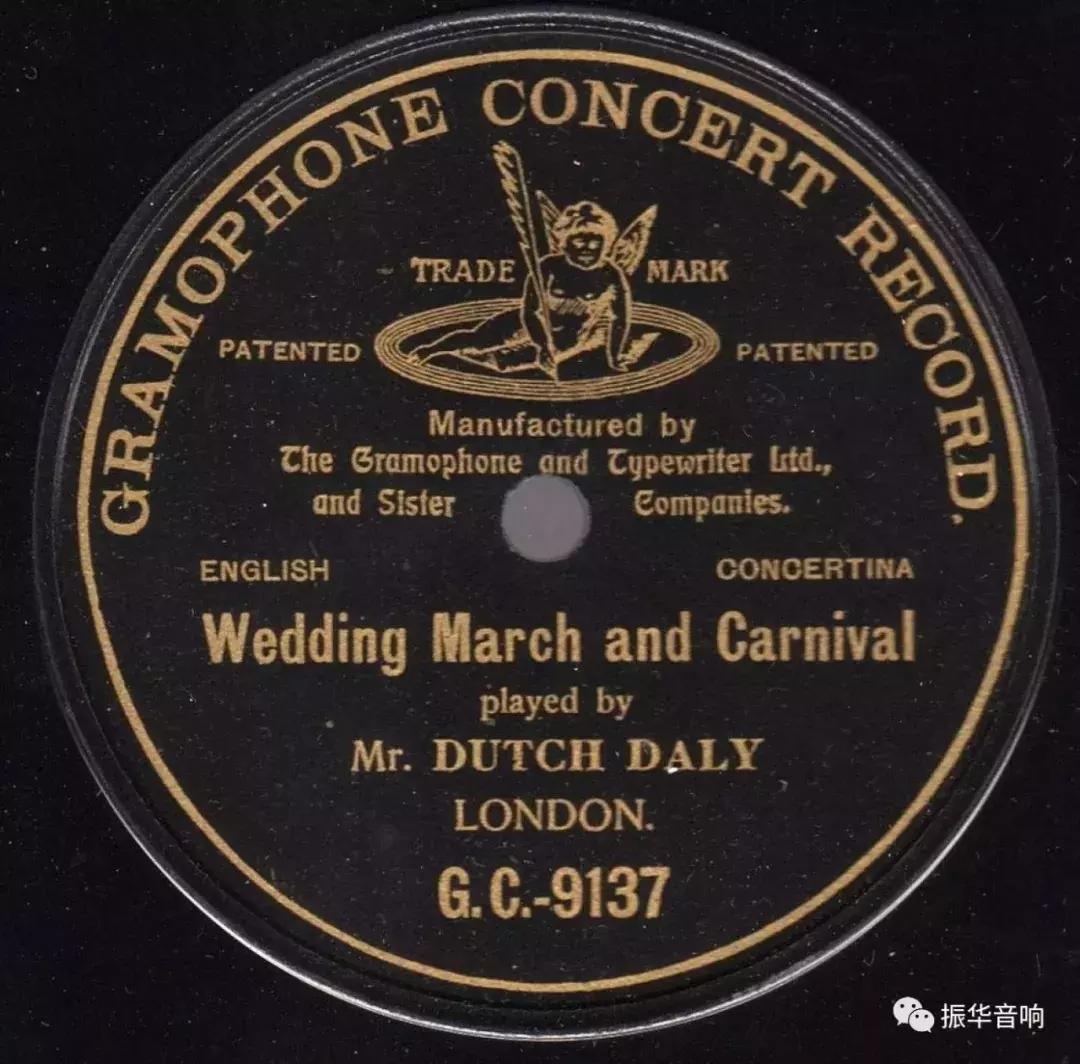 GRAMOPHONE CONCERT RECORD.
TRADE MARK
PATENTED PATENTED
Manufactured by
The Gramophone and Typewriter Ltd.,
and Sister Companies.
ENGLISH CONCERTINA
Wedding March and Carnival
played by
Mr. DUTCH DALY
LONDON.
G.C.-9137
振华音响